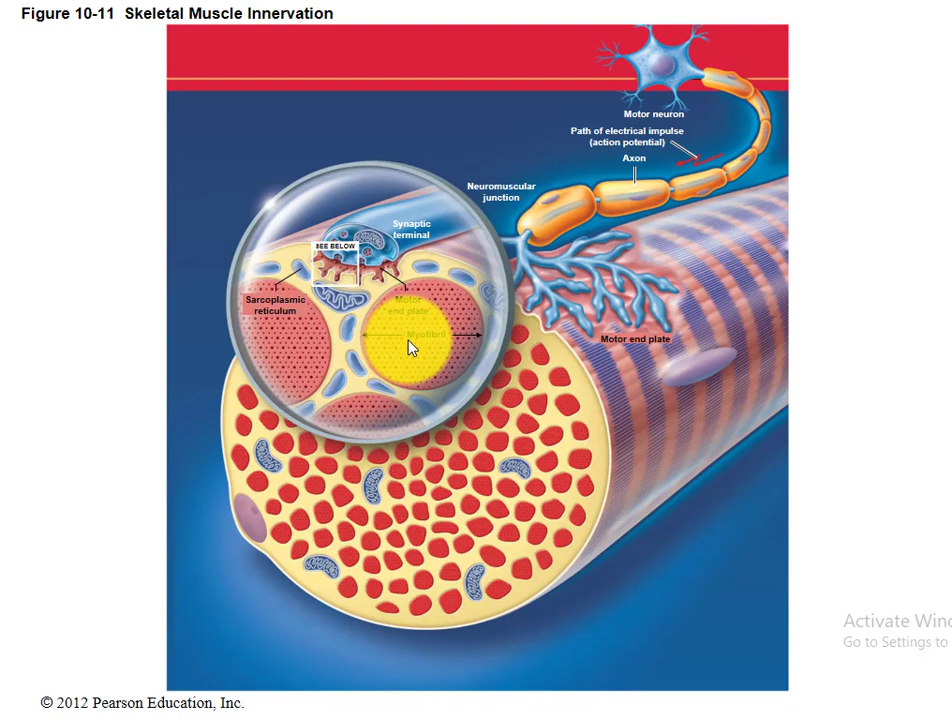 Figure 10-11 Skeletal Muscle Innervation
Motor neuron
Path of electrical impulse
(action potential)
Axon
Neuromuscular
junction
Synaptic
terminal
SEE BELOW
Sarcoplasmic
reticulum
Motor
end plate
Myofibril
Motor end plate
Activate Win
Go to Settings to
© 2012 Pearson Education, Inc.